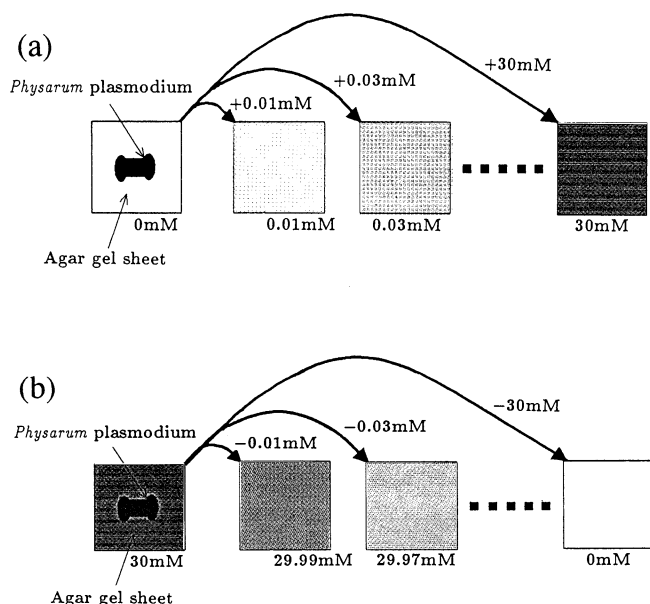 (a)
+30mM
Physarum plasmodium
+0.03mM
+0.01mM
0mM
0.01mM
0.03mM
30mM
Agar gel sheet
(b)
-30mM
Physarum plasmodium
-0.03mM
-0.01mM
30mM
29.99mM
29.97mM
0mM
Agar gel sheet